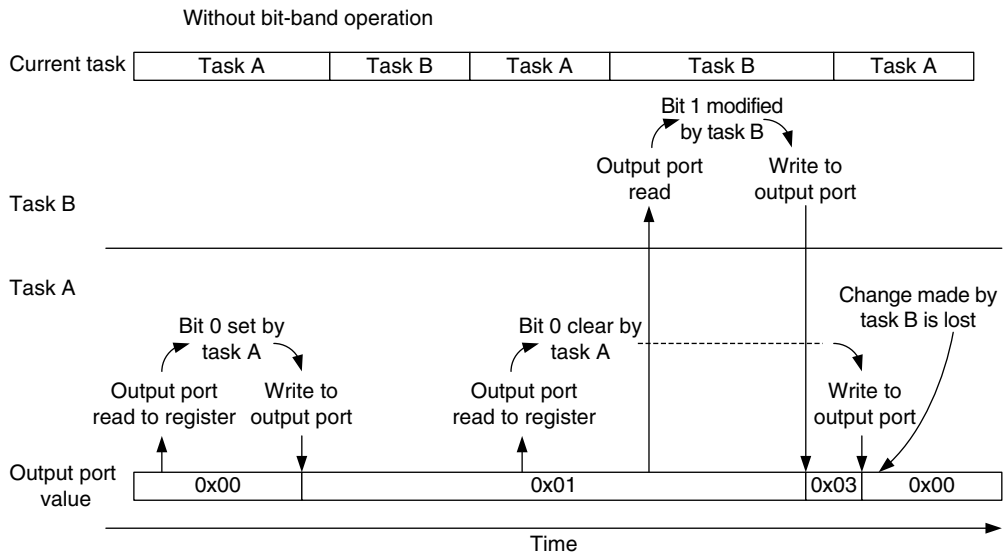 Without bit-band operation
Current task
Task A
Task B
Task A
Task B
Task A
Bit 1 modified
by task B
Output port
read
Write to
output port
Task B
Task A
Bit 0 set by
task A
Output port
read to register
Write to
output port
Bit 0 clear by
task A
Output port
read to register
Change made by
task B is lost
Write to
output port
Output port
value
0x00
0x01
0x03
0x00
Time